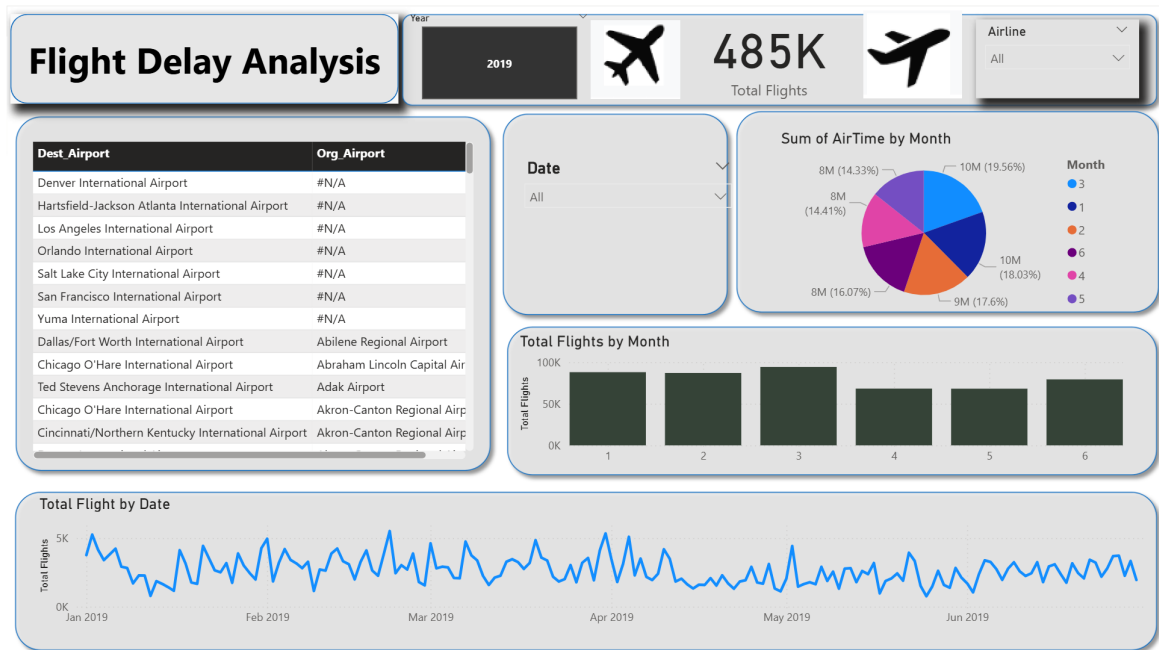 Flight Delay Analysis
Year
2019
485K
Total Flights
Airline
All
Dest_Airport Org_Airport
Denver International Airport #N/A
Hartsfield-Jackson Atlanta International Airport #N/A
Los Angeles International Airport #N/A
Orlando International Airport #N/A
Salt Lake City International Airport #N/A
San Francisco International Airport #N/A
Yuma International Airport #N/A
Dallas/Fort Worth International Airport Abilene Regional Airport
Chicago O'Hare International Airport Abraham Lincoln Capital Air
Ted Stevens Anchorage International Airport Adak Airport
Chicago O'Hare International Airport Akron-Canton Regional Airp
Cincinnati/Northern Kentucky International Airport Akron-Canton Regional Airp
Date
All
Sum of AirTime by Month
8M (14.33%)
10M (19.56%)
8M
(14.41%)
10M
(18.03%)
8M (16.07%)
9M (17.6%)
Month
3
1
2
6
4
5
Total Flights by Month
Total Flights
100K
50K
0K
1 2 3 4 5 6
Total Flight by Date
Total Flights
5K
0K
Jan 2019 Feb 2019 Mar 2019 Apr 2019 May 2019 Jun 2019